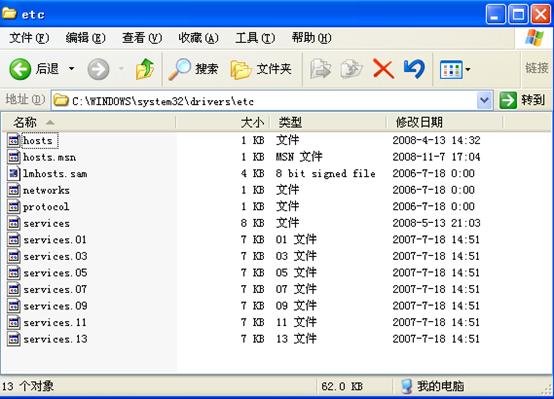 etc
文件(F) 编辑(E) 查看(V) 收藏(A) 工具(T) 帮助(H)
后退 搜索 文件夹 链接
地址(D) C:\WINDOWS\system32\drivers\etc 转到
名称 大小 类型 修改日期
hosts 1 KB 文件 2008-4-13 14:32
hosts.msn 1 KB MSN 文件 2008-11-7 17:04
lmhosts.sam 4 KB 8 bit signed file 2006-7-18 0:00
networks 1 KB 文件 2006-7-18 0:00
protocol 1 KB 文件 2006-7-18 0:00
services 8 KB 文件 2008-5-13 21:03
services.01 7 KB 01 文件 2007-7-18 14:51
services.03 7 KB 03 文件 2007-7-18 14:51
services.05 7 KB 05 文件 2007-7-18 14:51
services.07 7 KB 07 文件 2007-7-18 14:51
services.09 7 KB 09 文件 2007-7-18 14:51
services.11 7 KB 11 文件 2007-7-18 14:51
services.13 7 KB 13 文件 2007-7-18 14:51
13 个对象 62.0 KB 我的电脑